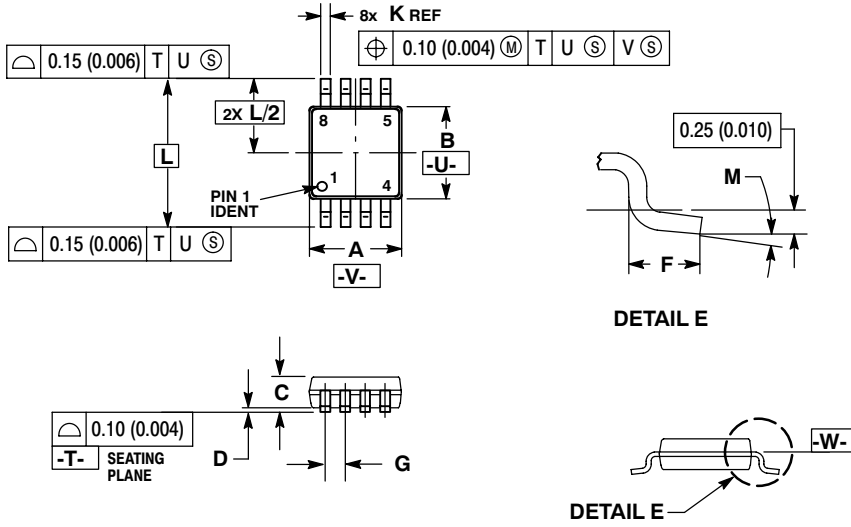 8x K REF
⌖ 0.10 (0.004) Ⓜ T U Ⓢ V Ⓢ
⌓ 0.15 (0.006) T U Ⓢ
2X L/2
8 5
B
-U-
L
PIN 1
IDENT
1 4
⌓ 0.15 (0.006) T U Ⓢ
A
-V-
0.25 (0.010)
M
F
DETAIL E
C
⌓ 0.10 (0.004)
-T- SEATING
PLANE
D
G
-W-
DETAIL E